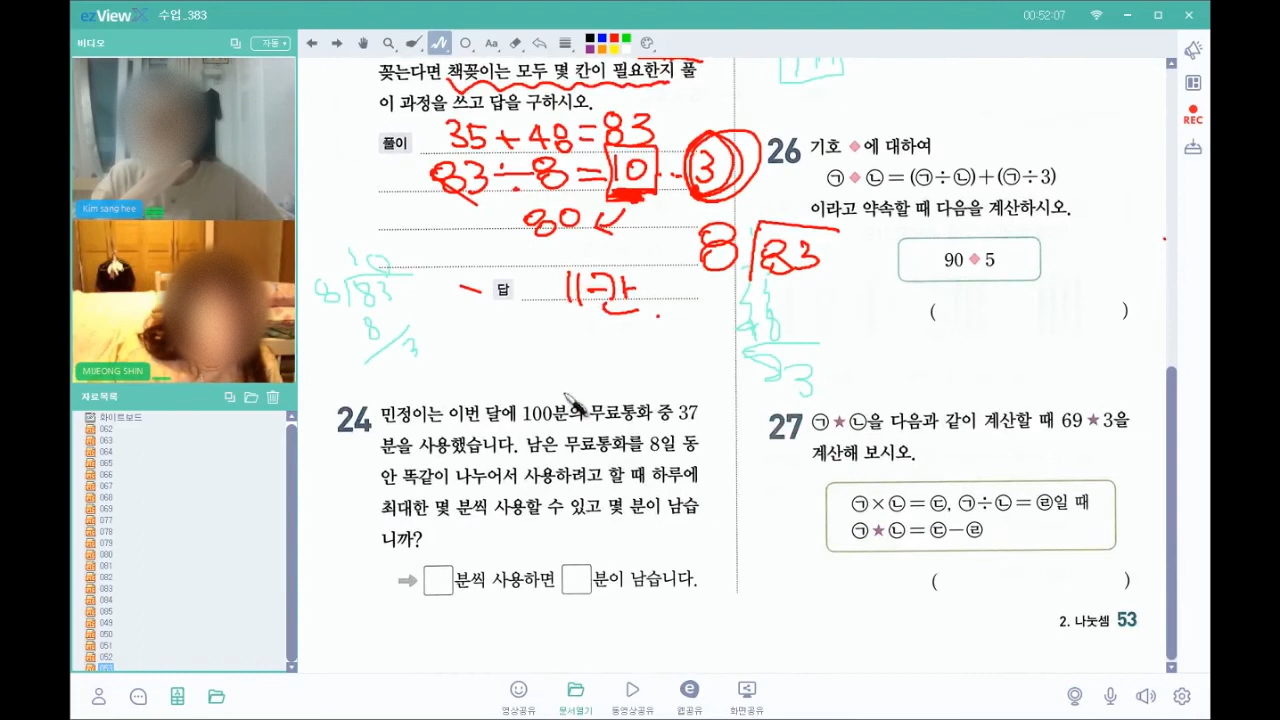 ezViewX 수업_383
00:52:07
비디오
자동
Kim sang hee
MIJEONG SHIN
자료목록
화이트보드
062
063
064
065
066
067
068
069
077
078
079
080
081
082
083
084
085
049
050
051
052
053
Aa
REC
꽂는다면 책꽂이는 모두 몇 칸이 필요한지 풀
이 과정을 쓰고 답을 구하시오.
풀이
35+48=83
83÷8=10…3
80
8 83
답 11칸
10
8 83
8
3
48
3
24 민정이는 이번 달에 100분의 무료통화 중 37
분을 사용했습니다. 남은 무료통화를 8일 동
안 똑같이 나누어서 사용하려고 할 때 하루에
최대한 몇 분씩 사용할 수 있고 몇 분이 남습
니까?
➡ □분씩 사용하면 □분이 남습니다.
26 기호 ◆에 대하여
㉠◆㉡=(㉠÷㉡)+(㉠÷3)
이라고 약속할 때 다음을 계산하시오.
90◆5
( )
27 ㉠★㉡을 다음과 같이 계산할 때 69★3을
계산해 보시오.
㉠×㉡=㉢, ㉠÷㉡=㉣일 때
㉠★㉡=㉢-㉣
( )
2. 나눗셈 53
영상공유
문서열기
동영상공유
웹공유
화면공유